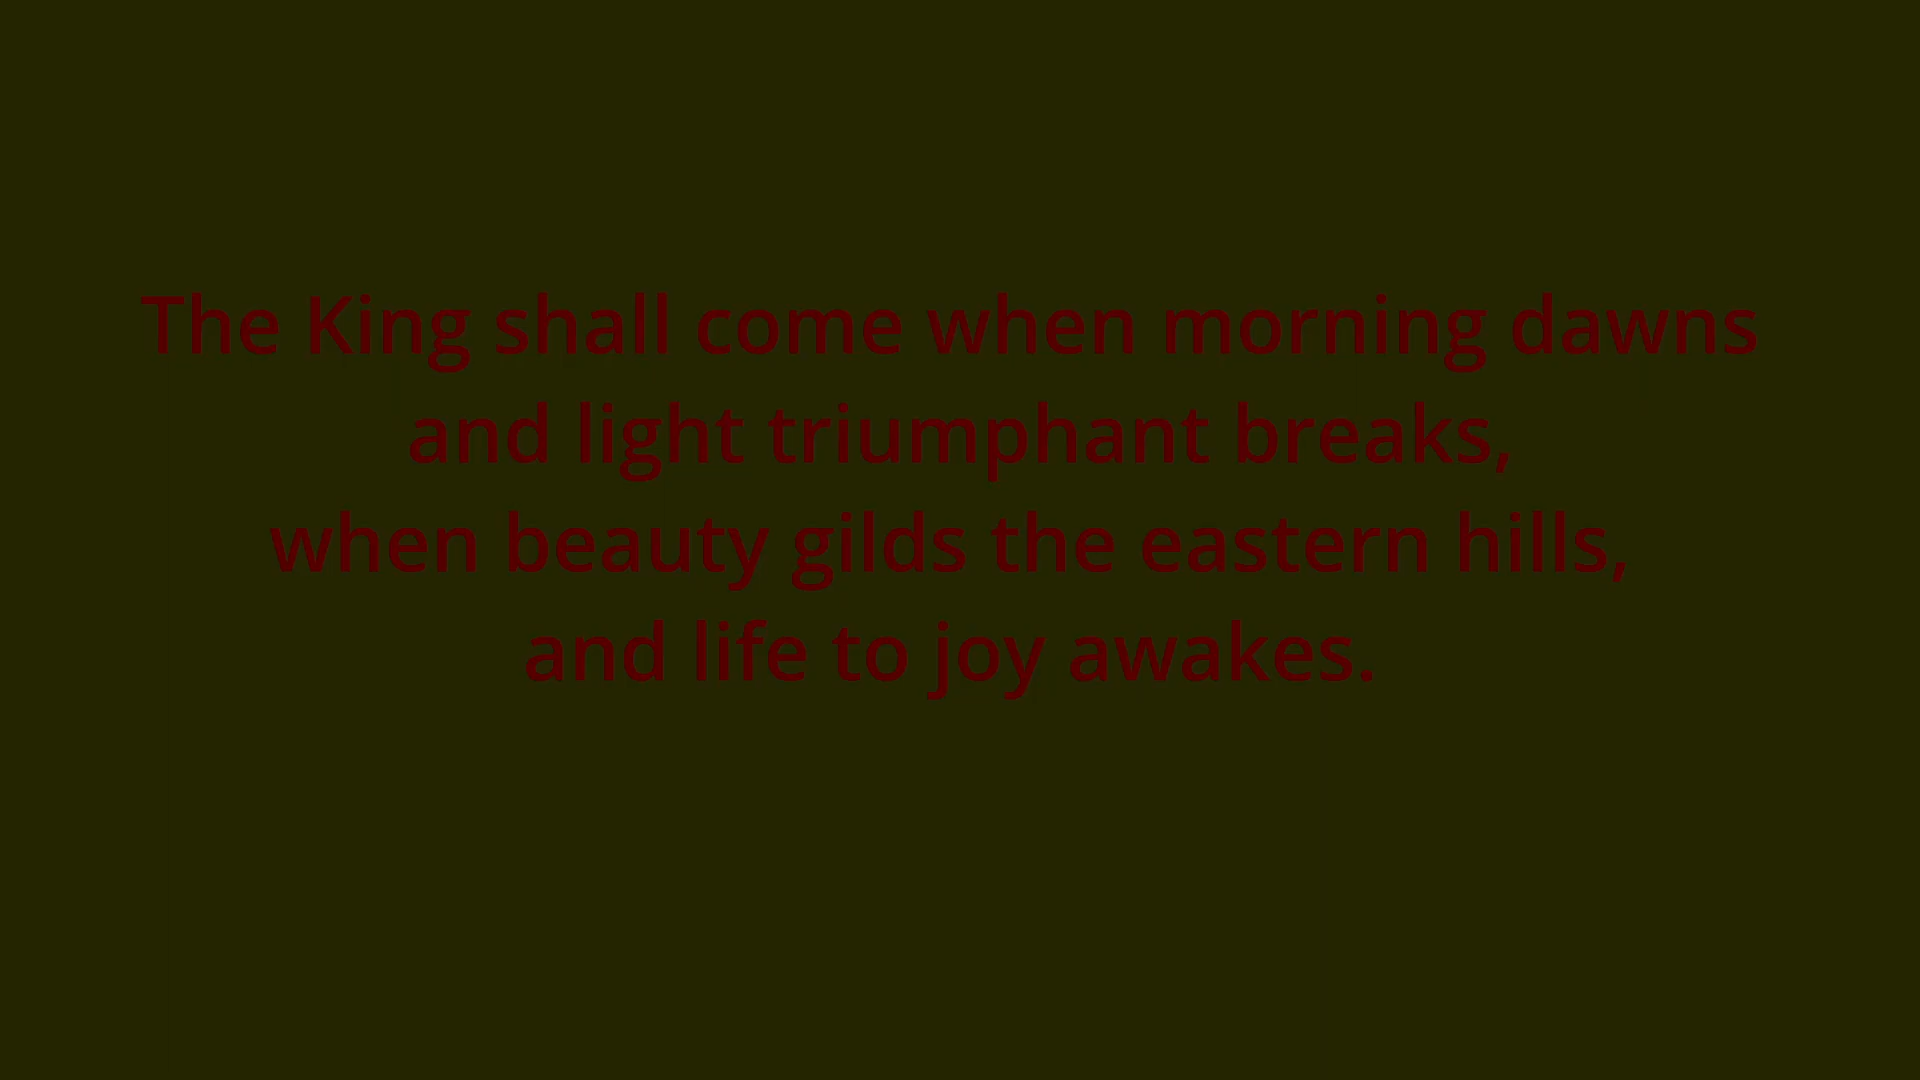 The King shall come when morning dawns
and light triumphant breaks,
when beauty gilds the eastern hills,
and life to joy awakes.